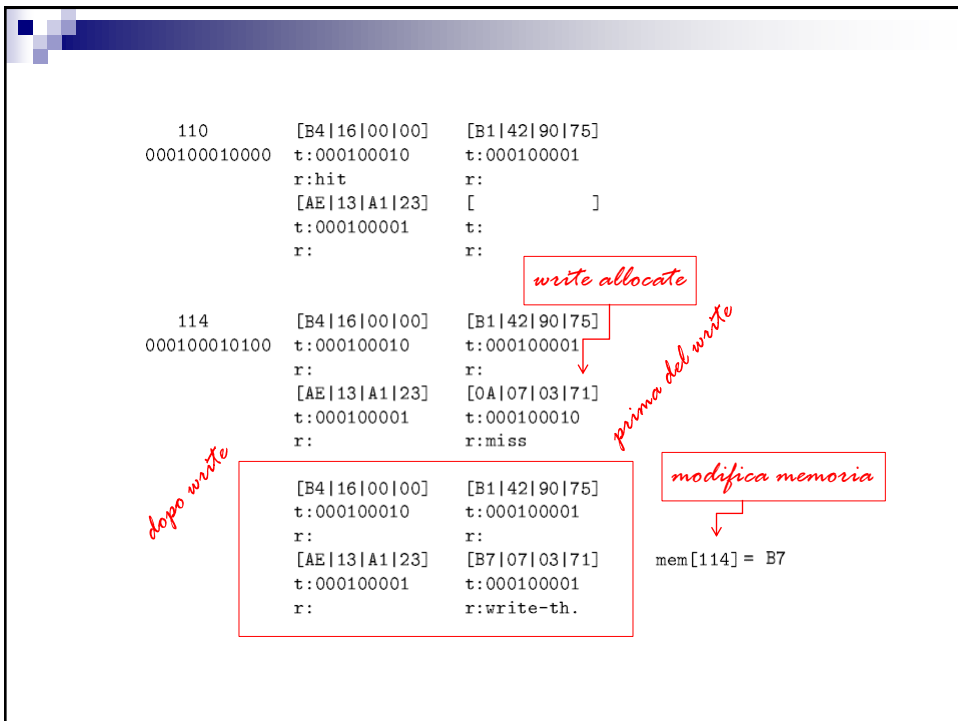 110 [B4|16|00|00] [B1|42|90|75]
000100010000 t:000100010 t:000100001
r:hit r:
[AE|13|A1|23] [ ]
t:000100001 t:
r: r:
write allocate
114 [B4|16|00|00] [B1|42|90|75]
000100010100 t:000100010 t:000100001
r: r:
[AE|13|A1|23] [0A|07|03|71]
t:000100001 t:000100010
r: r:miss
prima del write
dopo write
[B4|16|00|00] [B1|42|90|75]
t:000100010 t:000100001
r: r:
[AE|13|A1|23] [B7|07|03|71]
t:000100001 t:000100001
r: r:write-th.
modifica memoria
mem[114] = B7